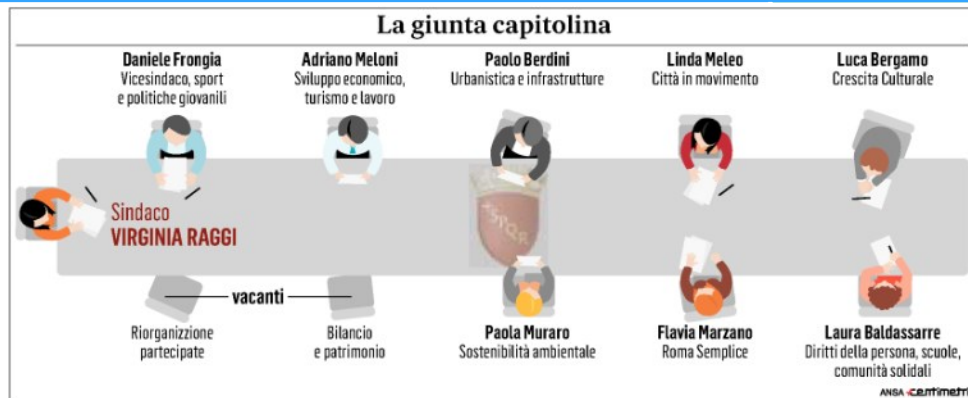 La giunta capitolina
Daniele Frongia
Vicesindaco, sport
e politiche giovanili
Adriano Meloni
Sviluppo economico,
turismo e lavoro
Paolo Berdini
Urbanistica e infrastrutture
Linda Meleo
Città in movimento
Luca Bergamo
Crescita Culturale
Sindaco
VIRGINIA RAGGI
SPQR
vacanti
Riorganizzione
partecipate
Bilancio
e patrimonio
Paola Muraro
Sostenibilità ambientale
Flavia Marzano
Roma Semplice
Laura Baldassarre
Diritti della persona, scuole,
comunità solidali
ANSA centimetri